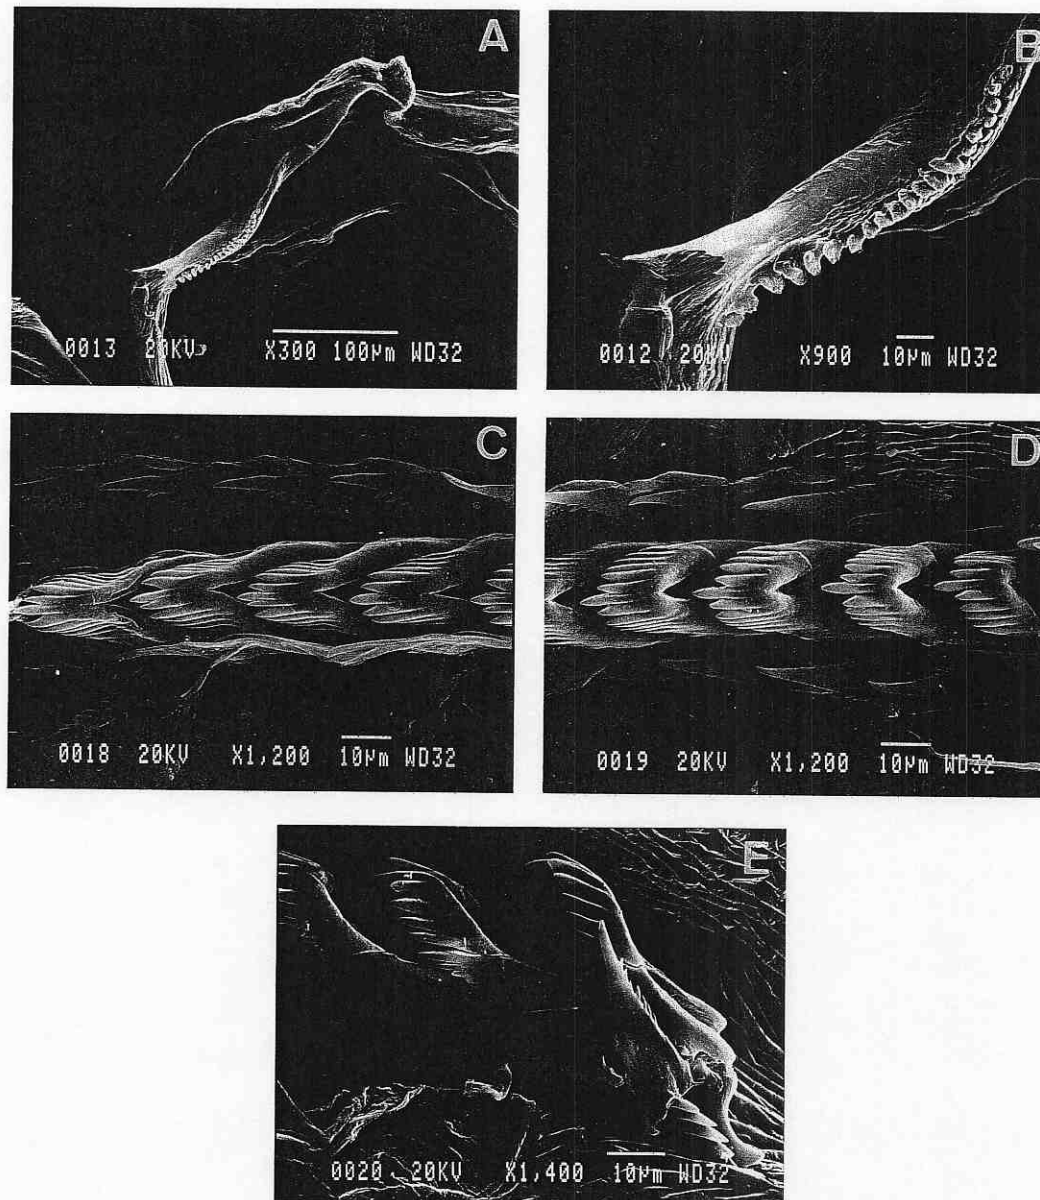 A
0013 20KV X300 100µm WD32
B
0012 20KV X900 10µm WD32
C
0018 20KV X1,200 10µm WD32
D
0019 20KV X1,200 10µm WD32
E
0020 20KV X1,400 10µm WD32